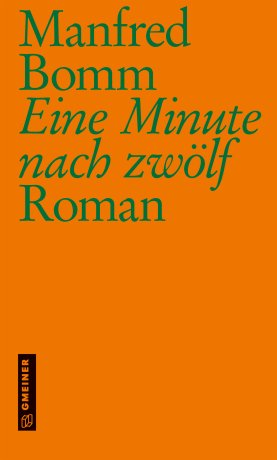 Manfred
Bomm
Eine Minute
nach zwölf
Roman
GMEINER